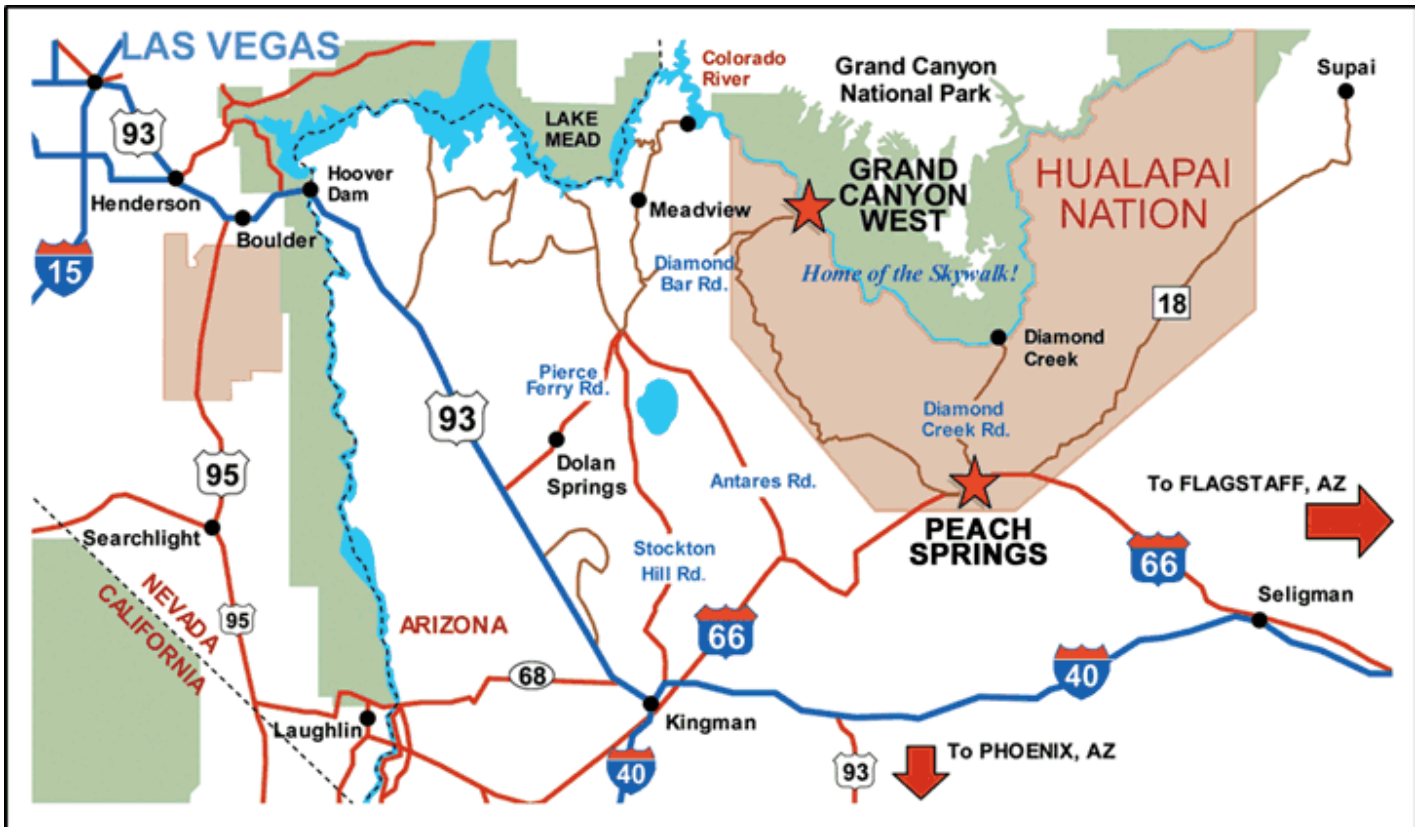 LAS VEGAS
93
Henderson
Boulder
15
Hoover
Dam
LAKE
MEAD
Colorado
River
Grand Canyon
National Park
Supai
GRAND
CANYON
WEST
HUALAPAI
NATION
Meadview
Diamond
Bar Rd.
Home of the Skywalk!
18
Diamond
Creek
Pierce
Ferry Rd.
93
Diamond
Creek Rd.
95
Dolan
Springs
Antares Rd.
To FLAGSTAFF, AZ
Searchlight
PEACH
SPRINGS
Stockton
Hill Rd.
66
NEVADA
CALIFORNIA
95
ARIZONA
66
Seligman
68
40
Laughlin
Kingman
40
93
To PHOENIX, AZ